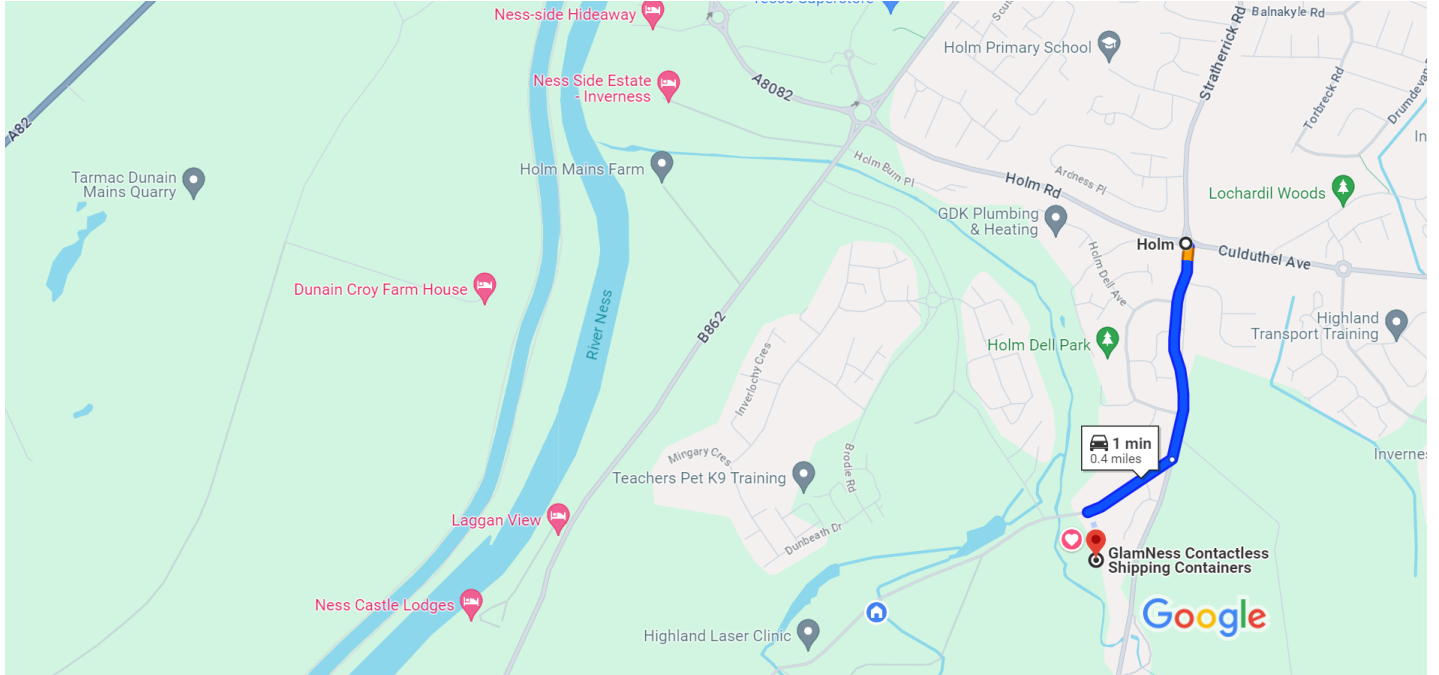 Ness-side Hideaway
Tesco Superstore
Balnakyle Rd
Holm Primary School
Stratherrick Rd
Ness Side Estate
- Inverness
A8082
Torbreck Rd
A82
Tarmac Dunain
Mains Quarry
Holm Mains Farm
Holm Burn Pl
Holm Rd
Ardness Pl
Lochardil Woods
GDK Plumbing
& Heating
Holm
Culduthel Ave
Holm Dell Ave
Dunain Croy Farm House
River Ness
B862
Highland
Transport Training
Holm Dell Park
Inverlochy Cres
1 min
0.4 miles
Mingary Cres
Brodie Rd
Teachers Pet K9 Training
Laggan View
Dunbeath Dr
GlamNess Contactless
Shipping Containers
Ness Castle Lodges
Google
Highland Laser Clinic